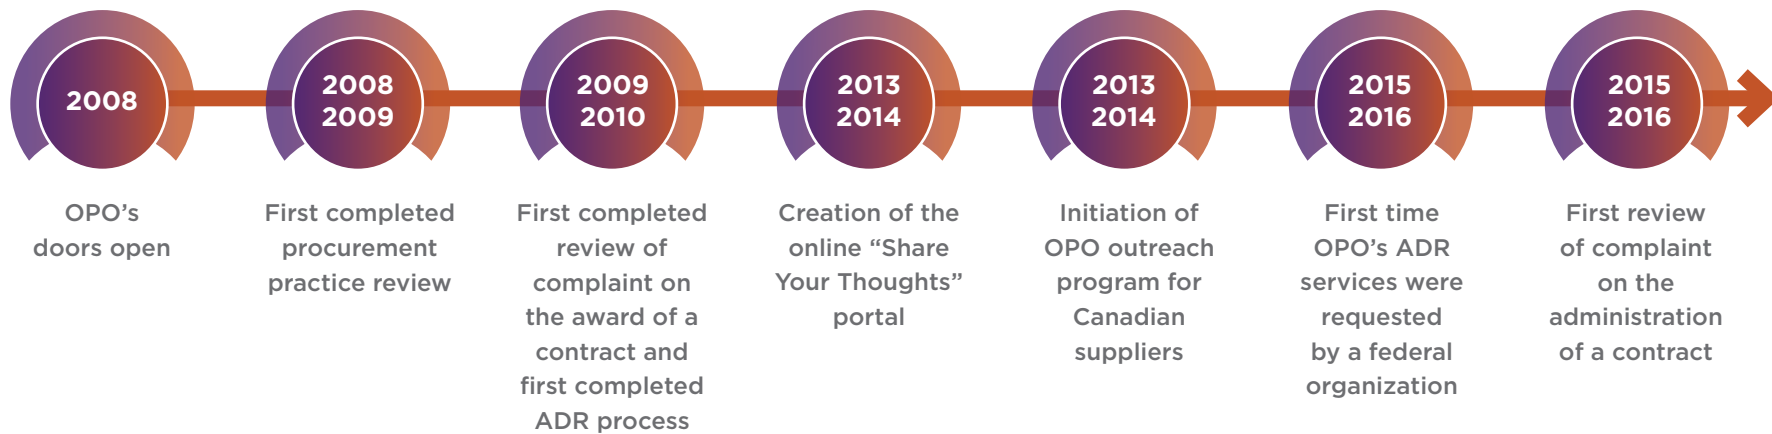 2008
OPO’s
doors open
2008
2009
First completed
procurement
practice review
2009
2010
First completed
review of
complaint on
the award of a
contract and
first completed
ADR process
2013
2014
Creation of the
online “Share
Your Thoughts”
portal
2013
2014
Initiation of
OPO outreach
program for
Canadian
suppliers
2015
2016
First time
OPO’s ADR
services were
requested
by a federal
organization
2015
2016
First review
of complaint
on the
administration
of a contract